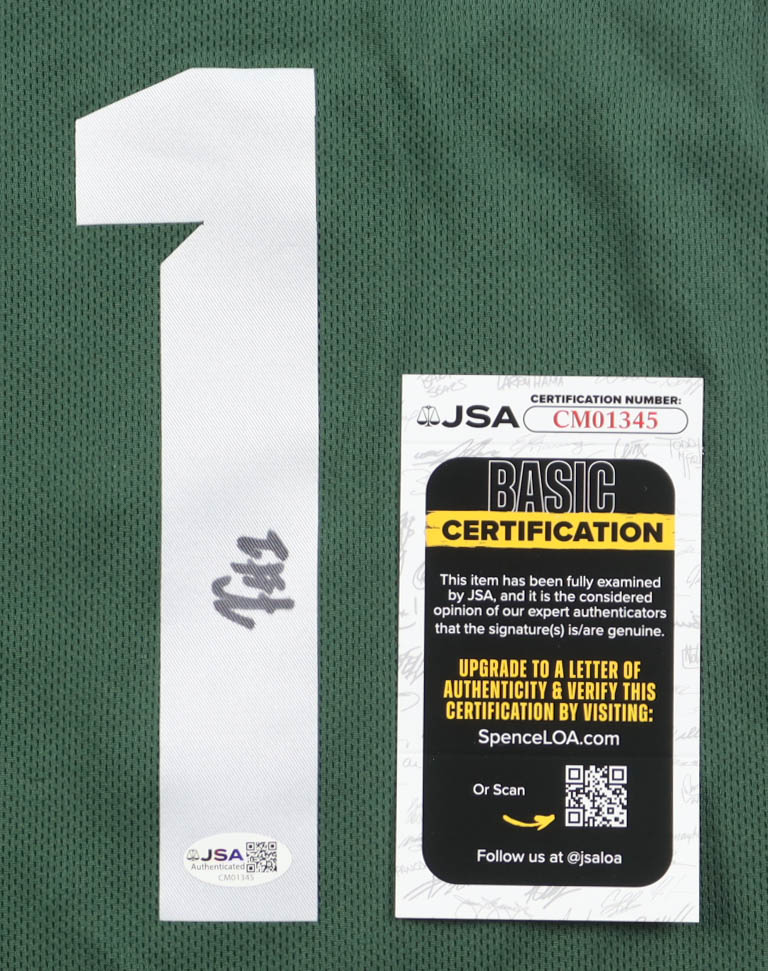 1
JSA
CERTIFICATION NUMBER:
CM01345
BASIC
CERTIFICATION
This item has been fully examined
by JSA, and it is the considered
opinion of our expert authenticators
that the signature(s) is/are genuine.
UPGRADE TO A LETTER OF
AUTHENTICITY & VERIFY THIS
CERTIFICATION BY VISITING:
SpenceLOA.com
Or Scan
Follow us at @jsaloa
JSA
Authenticated
CM01345